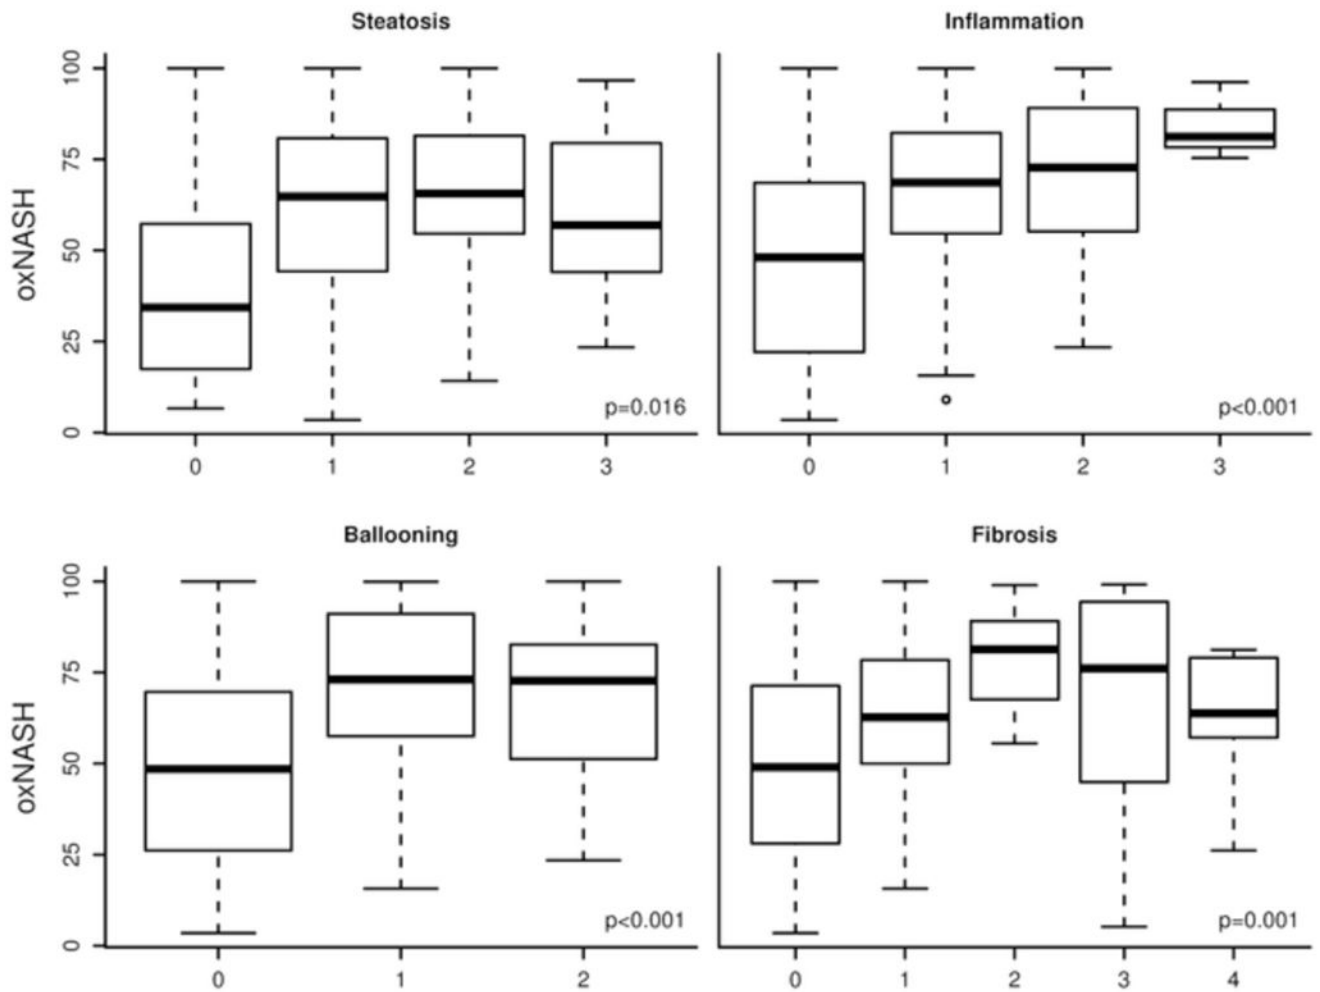 Steatosis
Inflammation
oxNASH
100
75
50
25
0
p=0.016
p<0.001
0 1 2 3
0 1 2 3
Ballooning
Fibrosis
oxNASH
100
75
50
25
0
p<0.001
p=0.001
0 1 2
0 1 2 3 4